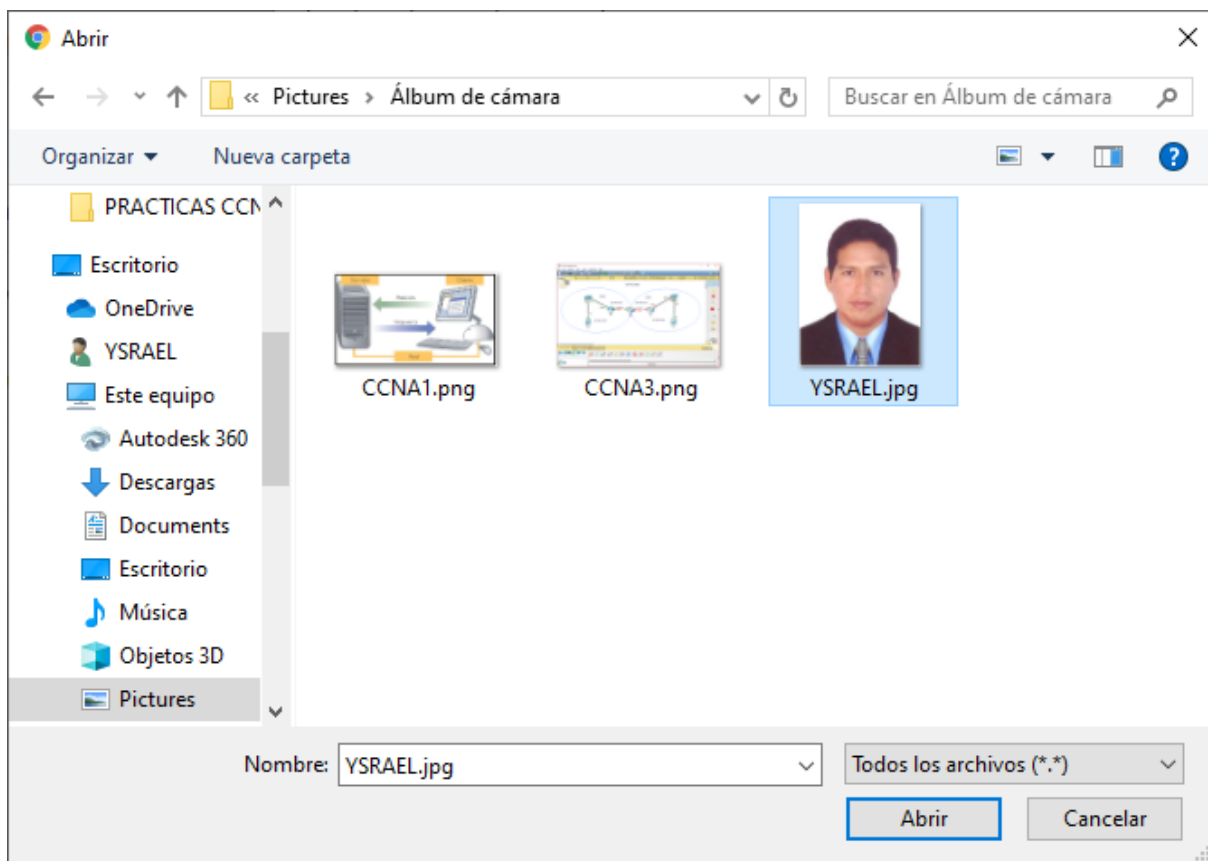 Abrir
« Pictures › Álbum de cámara
Buscar en Álbum de cámara
Organizar
Nueva carpeta
PRACTICAS CCN
Escritorio
OneDrive
YSRAEL
Este equipo
Autodesk 360
Descargas
Documents
Escritorio
Música
Objetos 3D
Pictures
CCNA1.png
CCNA3.png
YSRAEL.jpg
Nombre: YSRAEL.jpg
Todos los archivos (*.*)
Abrir
Cancelar